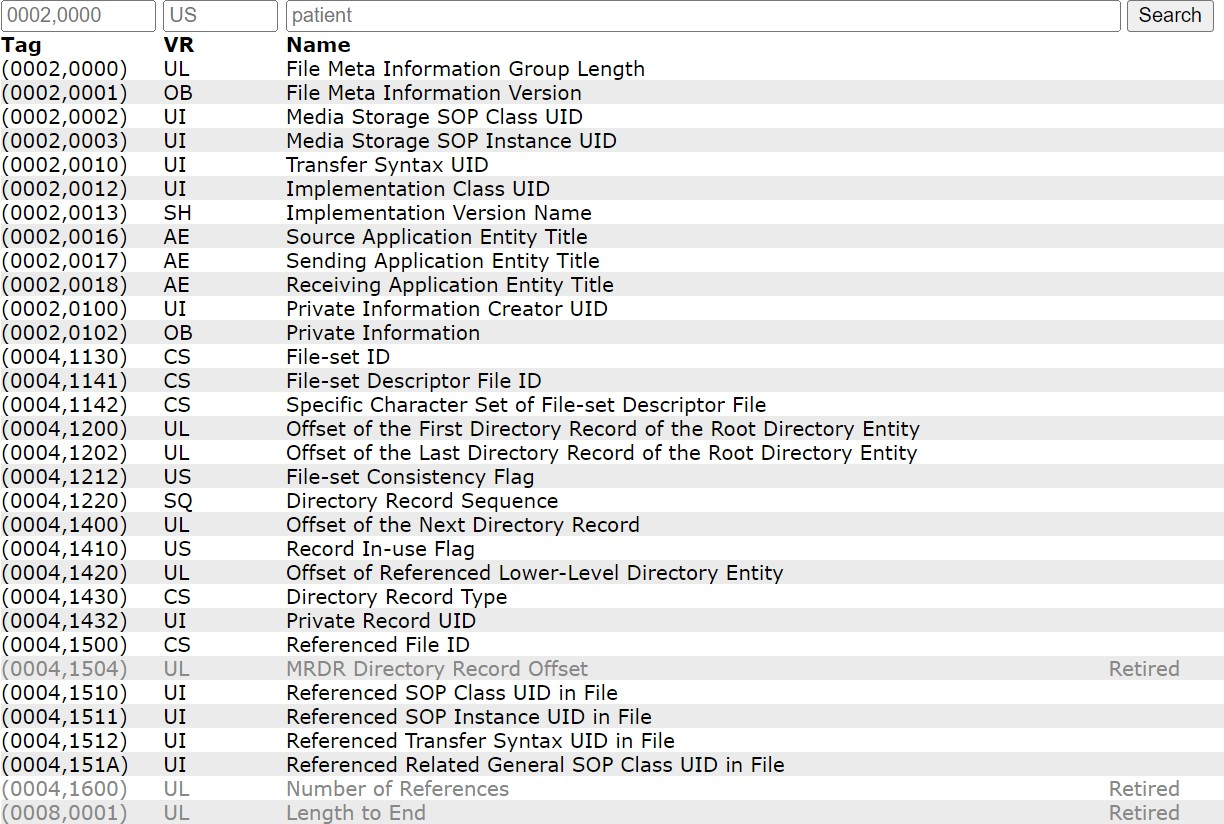 0002,0000 US patient Search
Tag VR Name
(0002,0000) UL File Meta Information Group Length
(0002,0001) OB File Meta Information Version
(0002,0002) UI Media Storage SOP Class UID
(0002,0003) UI Media Storage SOP Instance UID
(0002,0010) UI Transfer Syntax UID
(0002,0012) UI Implementation Class UID
(0002,0013) SH Implementation Version Name
(0002,0016) AE Source Application Entity Title
(0002,0017) AE Sending Application Entity Title
(0002,0018) AE Receiving Application Entity Title
(0002,0100) UI Private Information Creator UID
(0002,0102) OB Private Information
(0004,1130) CS File-set ID
(0004,1141) CS File-set Descriptor File ID
(0004,1142) CS Specific Character Set of File-set Descriptor File
(0004,1200) UL Offset of the First Directory Record of the Root Directory Entity
(0004,1202) UL Offset of the Last Directory Record of the Root Directory Entity
(0004,1212) US File-set Consistency Flag
(0004,1220) SQ Directory Record Sequence
(0004,1400) UL Offset of the Next Directory Record
(0004,1410) US Record In-use Flag
(0004,1420) UL Offset of Referenced Lower-Level Directory Entity
(0004,1430) CS Directory Record Type
(0004,1432) UI Private Record UID
(0004,1500) CS Referenced File ID
(0004,1504) UL MRDR Directory Record Offset Retired
(0004,1510) UI Referenced SOP Class UID in File
(0004,1511) UI Referenced SOP Instance UID in File
(0004,1512) UI Referenced Transfer Syntax UID in File
(0004,151A) UI Referenced Related General SOP Class UID in File
(0004,1600) UL Number of References Retired
(0008,0001) UL Length to End Retired